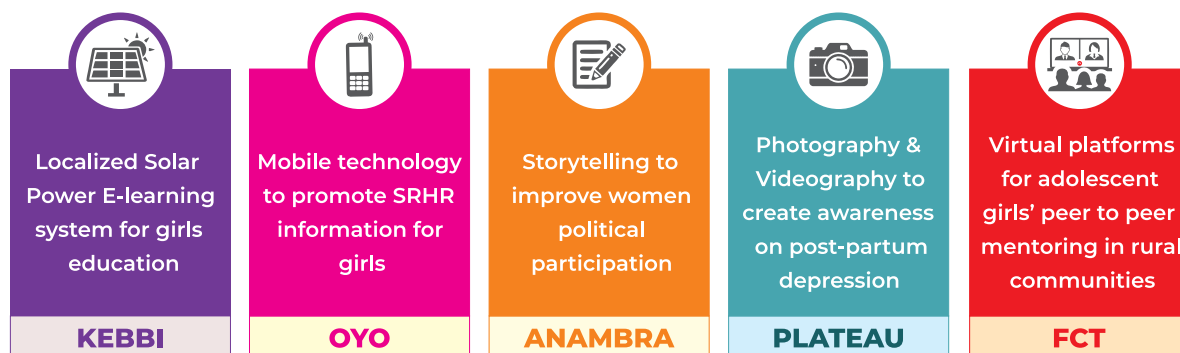 Localized Solar
Power E-learning
system for girls
education
KEBBI
Mobile technology
to promote SRHR
information for
girls
OYO
Storytelling to
improve women
political
participation
ANAMBRA
Photography &
Videography to
create awareness
on post-partum
depression
PLATEAU
Virtual platforms
for adolescent
girls' peer to peer
mentoring in rural
communities
FCT